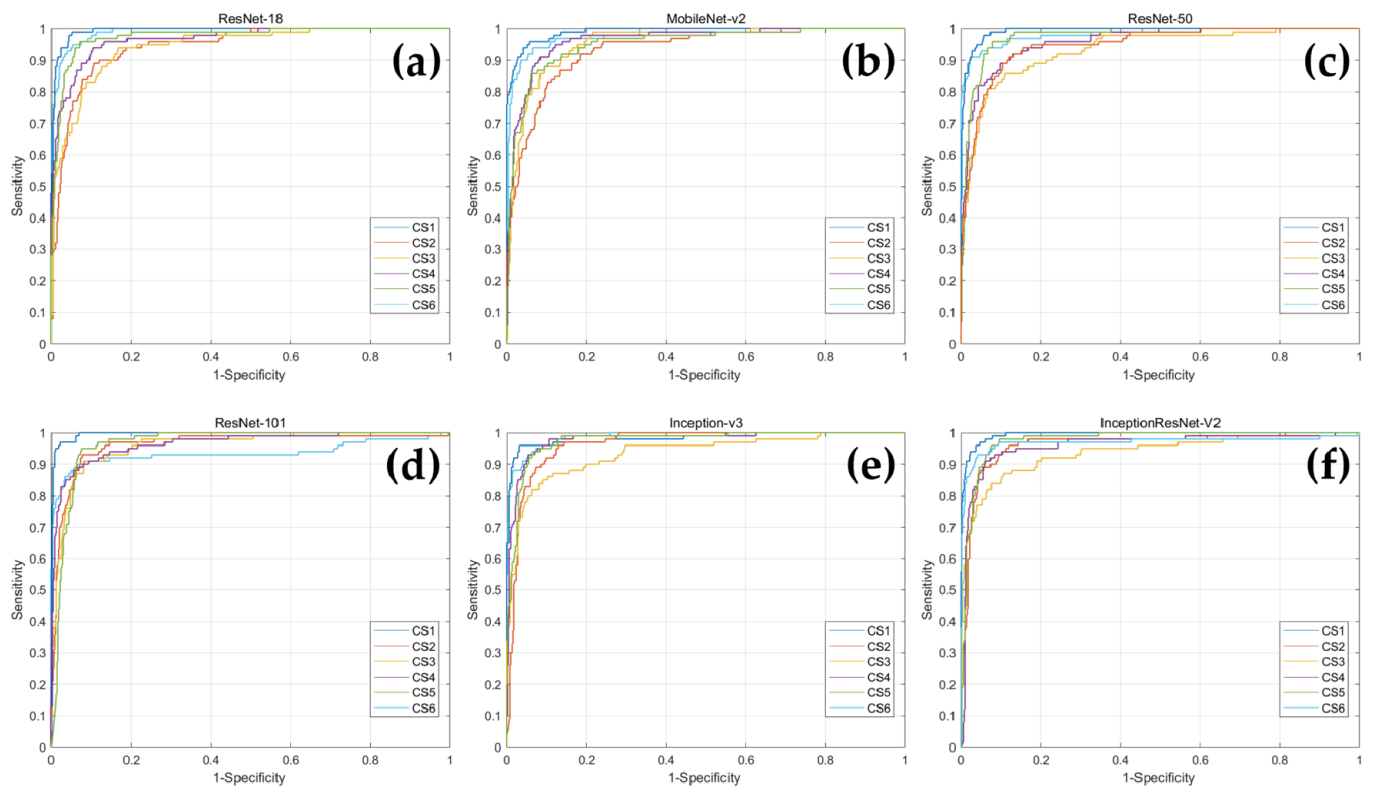 ResNet-18
MobileNet-v2
ResNet-50
1
0.9
0.8
0.7
0.6
0.5
0.4
0.3
0.2
0.1
0
Sensitivity
(a)
CS1
CS2
CS3
CS4
CS5
CS6
0 0.2 0.4 0.6 0.8 1
1-Specificity
1
0.9
0.8
0.7
0.6
0.5
0.4
0.3
0.2
0.1
0
Sensitivity
(b)
CS1
CS2
CS3
CS4
CS5
CS6
0 0.2 0.4 0.6 0.8 1
1-Specificity
1
0.9
0.8
0.7
0.6
0.5
0.4
0.3
0.2
0.1
0
Sensitivity
(c)
CS1
CS2
CS3
CS4
CS5
CS6
0 0.2 0.4 0.6 0.8 1
1-Specificity
ResNet-101
Inception-v3
InceptionResNet-V2
1
0.9
0.8
0.7
0.6
0.5
0.4
0.3
0.2
0.1
0
Sensitivity
(d)
CS1
CS2
CS3
CS4
CS5
CS6
0 0.2 0.4 0.6 0.8 1
1-Specificity
1
0.9
0.8
0.7
0.6
0.5
0.4
0.3
0.2
0.1
0
Sensitivity
(e)
CS1
CS2
CS3
CS4
CS5
CS6
0 0.2 0.4 0.6 0.8 1
1-Specificity
1
0.9
0.8
0.7
0.6
0.5
0.4
0.3
0.2
0.1
0
Sensitivity
(f)
CS1
CS2
CS3
CS4
CS5
CS6
0 0.2 0.4 0.6 0.8 1
1-Specificity